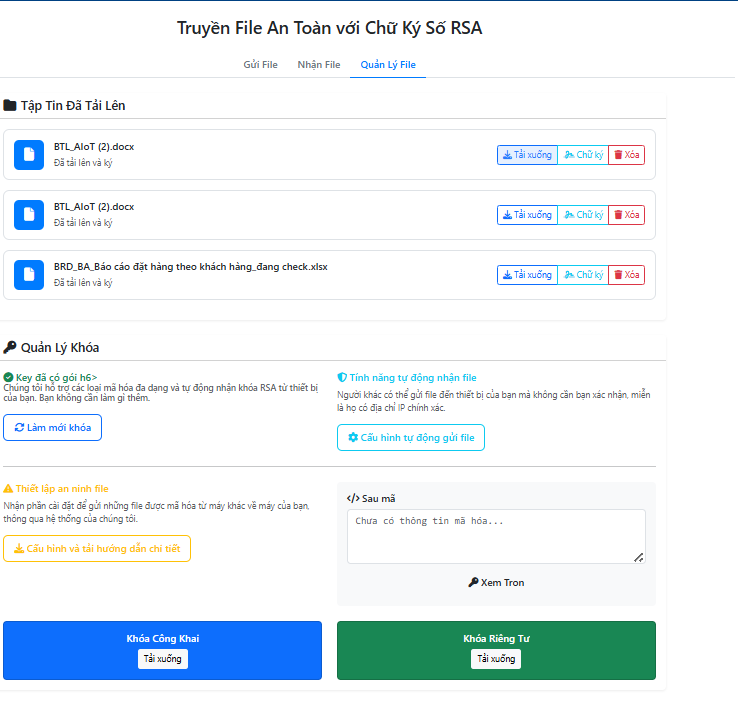 Truyền File An Toàn với Chữ Ký Số RSA
Gửi File Nhận File Quản Lý File
Tập Tin Đã Tải Lên
BTL_AIoT (2).docx
Đã tải lên và ký
Tải xuống Chữ ký Xóa
BTL_AIoT (2).docx
Đã tải lên và ký
Tải xuống Chữ ký Xóa
BRD_BA_Báo cáo đặt hàng theo khách hàng_đang check.xlsx
Đã tải lên và ký
Tải xuống Chữ ký Xóa
Quản Lý Khóa
Key đã có gói h6>
Chúng tôi hỗ trợ các loại mã hóa đa dạng và tự động nhận khóa RSA từ thiết bị
của bạn. Bạn không cần làm gì thêm.
Làm mới khóa
Tính năng tự động nhận file
Người khác có thể gửi file đến thiết bị của bạn mà không cần bạn xác nhận, miễn
là họ có địa chỉ IP chính xác.
Cấu hình tự động gửi file
Thiết lập an ninh file
Nhận phần cài đặt để gửi những file được mã hóa từ máy khác về máy của bạn,
thông qua hệ thống của chúng tôi.
Cấu hình và tải hướng dẫn chi tiết
</> Sau mã
Chưa có thông tin mã hóa...
Xem Tron
Khóa Công Khai
Tải xuống
Khóa Riêng Tư
Tải xuống